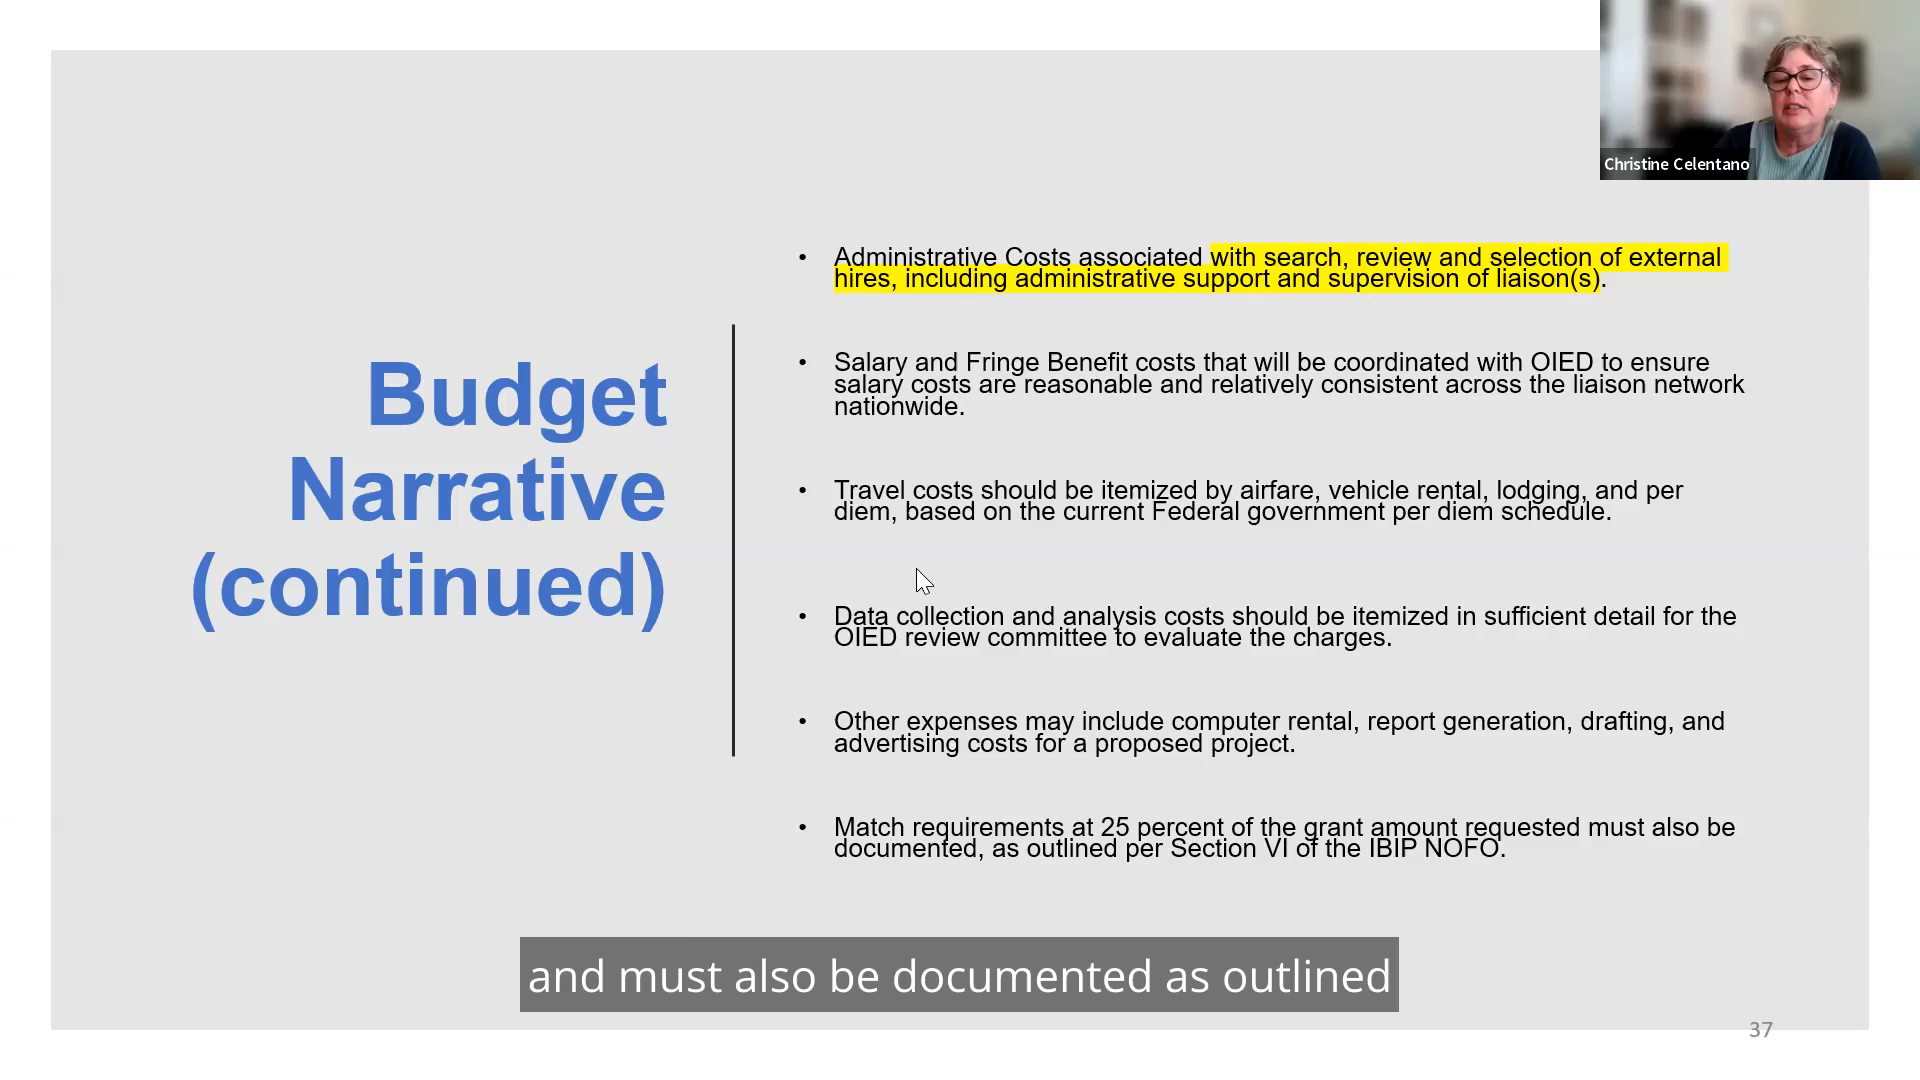 Christine Celentano
Budget
Narrative
(continued)
• Administrative Costs associated with search, review and selection of external
hires, including administrative support and supervision of liaison(s).
• Salary and Fringe Benefit costs that will be coordinated with OIED to ensure
salary costs are reasonable and relatively consistent across the liaison network
nationwide.
• Travel costs should be itemized by airfare, vehicle rental, lodging, and per
diem, based on the current Federal government per diem schedule.
• Data collection and analysis costs should be itemized in sufficient detail for the
OIED review committee to evaluate the charges.
• Other expenses may include computer rental, report generation, drafting, and
advertising costs for a proposed project.
• Match requirements at 25 percent of the grant amount requested must also be
documented, as outlined per Section VI of the IBIP NOFO.
and must also be documented as outlined
37